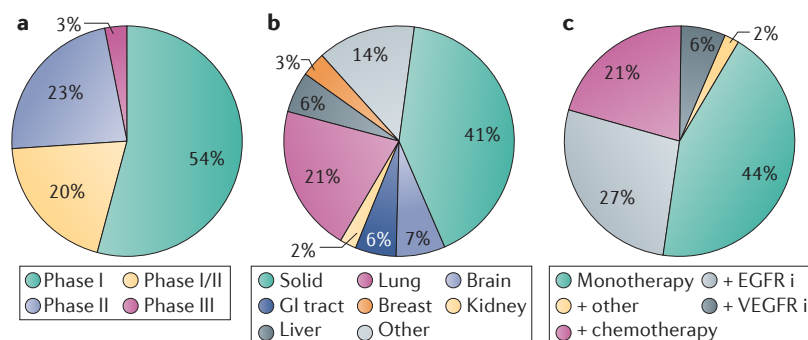 a
3%
23%
54%
20%
Phase I Phase I/II
Phase II Phase III
b
14%
3%
6%
41%
21%
2%
6%
7%
Solid Lung Brain
GI tract Breast Kidney
Liver Other
c
6%
2%
21%
44%
27%
Monotherapy + EGFR i
+ other + VEGFR i
+ chemotherapy